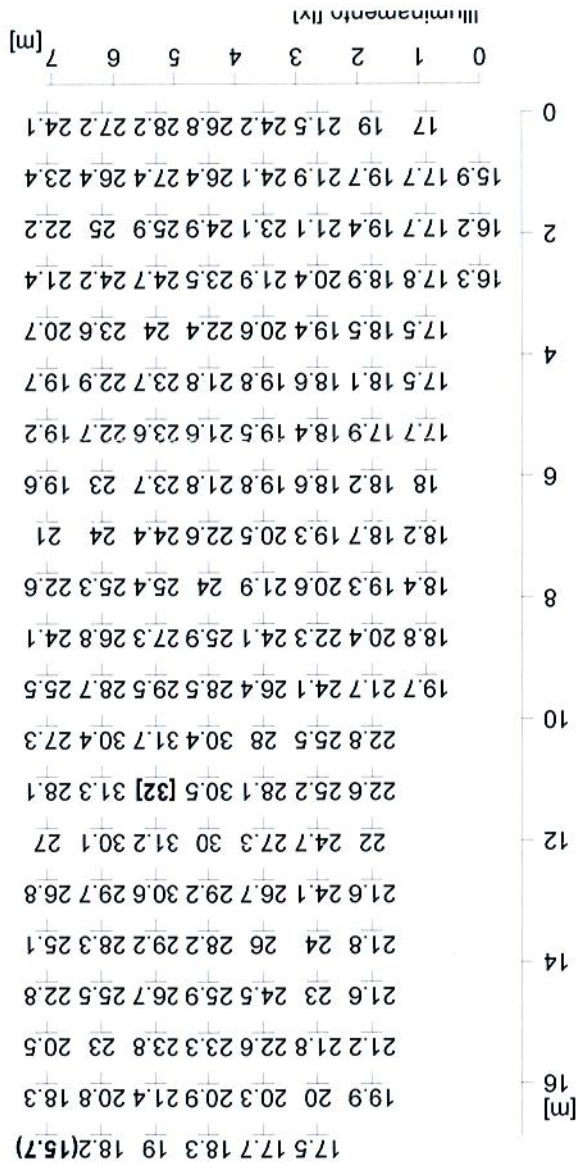 [m]
17.5 17.7 18.3 19 18.2 (15.7)
16 19.9 20 20.3 20.9 21.4 20.8 18.3
21.2 21.8 22.6 23.3 23.8 23 20.5
21.6 23 24.5 25.9 26.7 25.5 22.8
14 21.8 24 26 28.2 29.2 28.3 25.1
21.6 24.1 26.7 29.2 30.6 29.7 26.8
12 22 24.7 27.3 30 31.2 30.1 27
22.6 25.2 28.1 30.5 [32] 31.3 28.1
22.8 25.5 28 30.4 31.7 30.4 27.3
10 19.7 21.7 24.1 26.4 28.5 29.5 28.7 25.5
18.8 20.4 22.3 24.1 25.9 27.3 26.8 24.1
8 18.4 19.3 20.6 21.9 24 25.4 25.3 22.6
18.2 18.7 19.3 20.5 22.6 24.4 24 21
6 18 18.2 18.6 19.8 21.8 23.7 23 19.6
17.7 17.9 18.4 19.5 21.6 23.6 22.7 19.2
17.5 18.1 18.6 19.8 21.8 23.7 22.9 19.7
4 17.5 18.5 19.4 20.6 22.4 24 23.6 20.7
16.3 17.8 18.9 20.4 21.9 23.5 24.7 24.2 21.4
2 16.2 17.7 19.4 21.1 23.1 24.9 25.9 25 22.2
15.9 17.7 19.7 21.9 24.1 26.4 27.4 26.4 23.4
0 17 19 21.5 24.2 26.8 28.2 27.2 24.1
0 1 2 3 4 5 6 7 [m]
Illuminamento [lx]